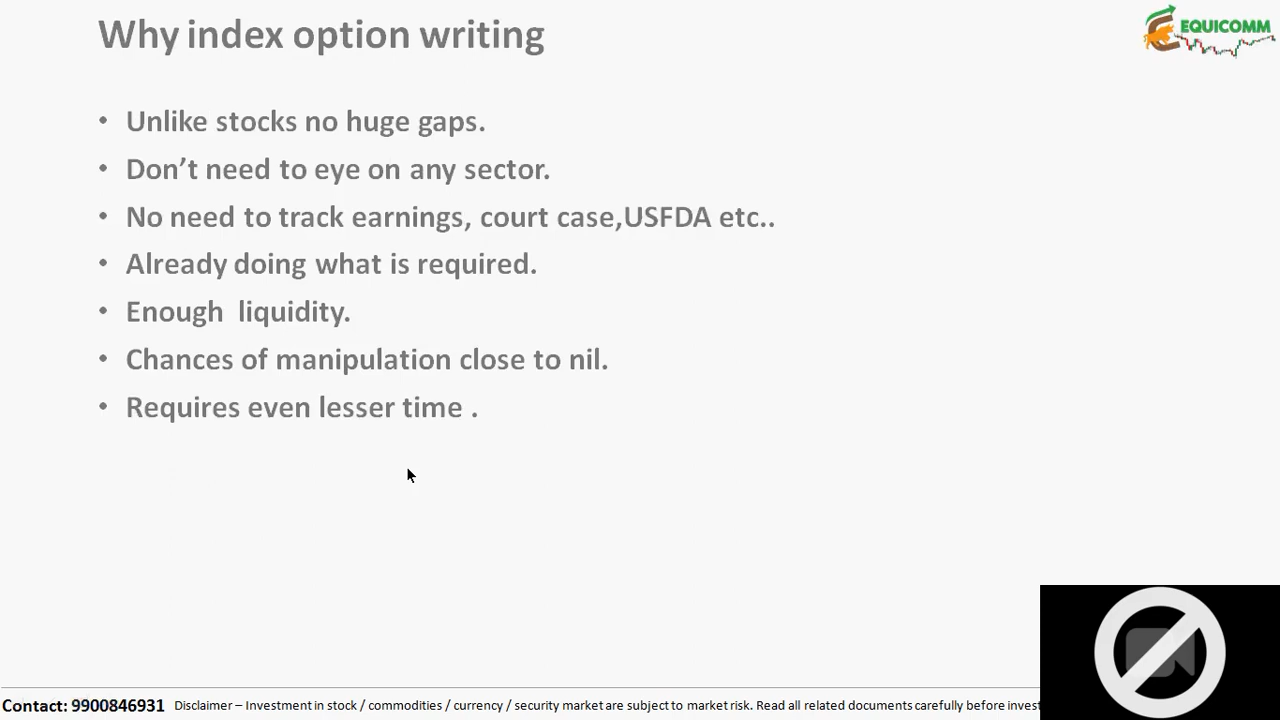 Why index option writing
EQUICOMM
• Unlike stocks no huge gaps.
• Don’t need to eye on any sector.
• No need to track earnings, court case,USFDA etc..
• Already doing what is required.
• Enough  liquidity.
• Chances of manipulation close to nil.
• Requires even lesser time .
Contact: 9900846931 Disclaimer – Investment in stock / commodities / currency / security market are subject to market risk. Read all related documents carefully before invest